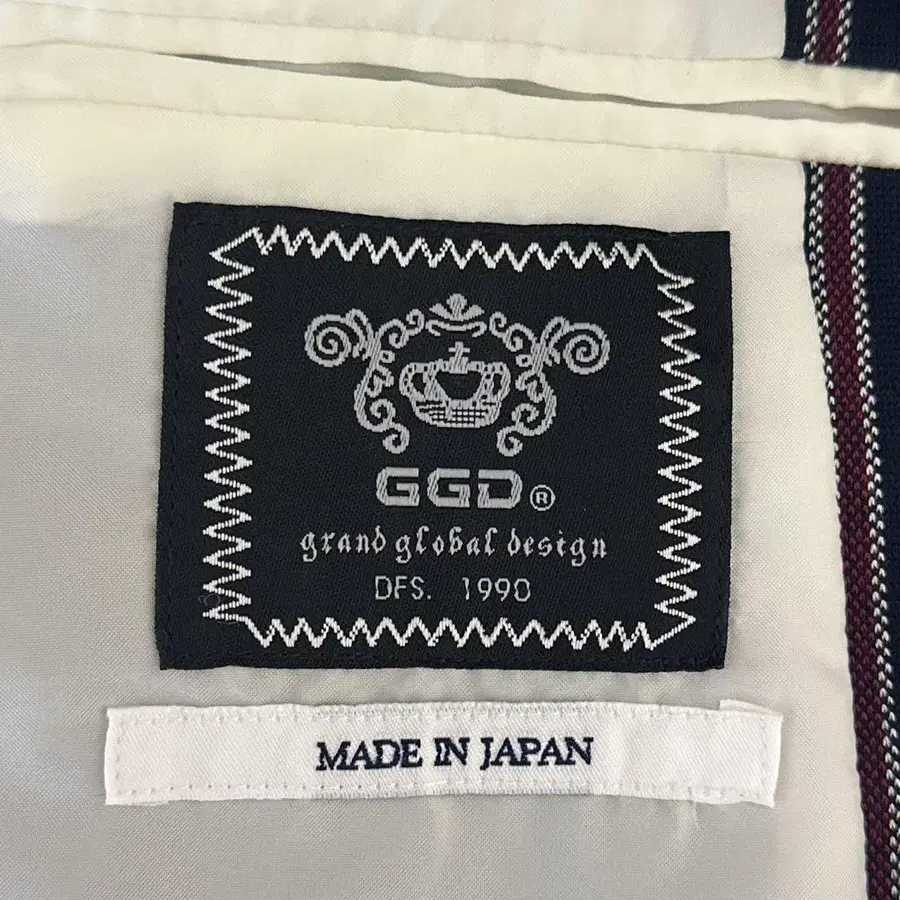 GGD®
grand global design
DFS. 1990
MADE IN JAPAN